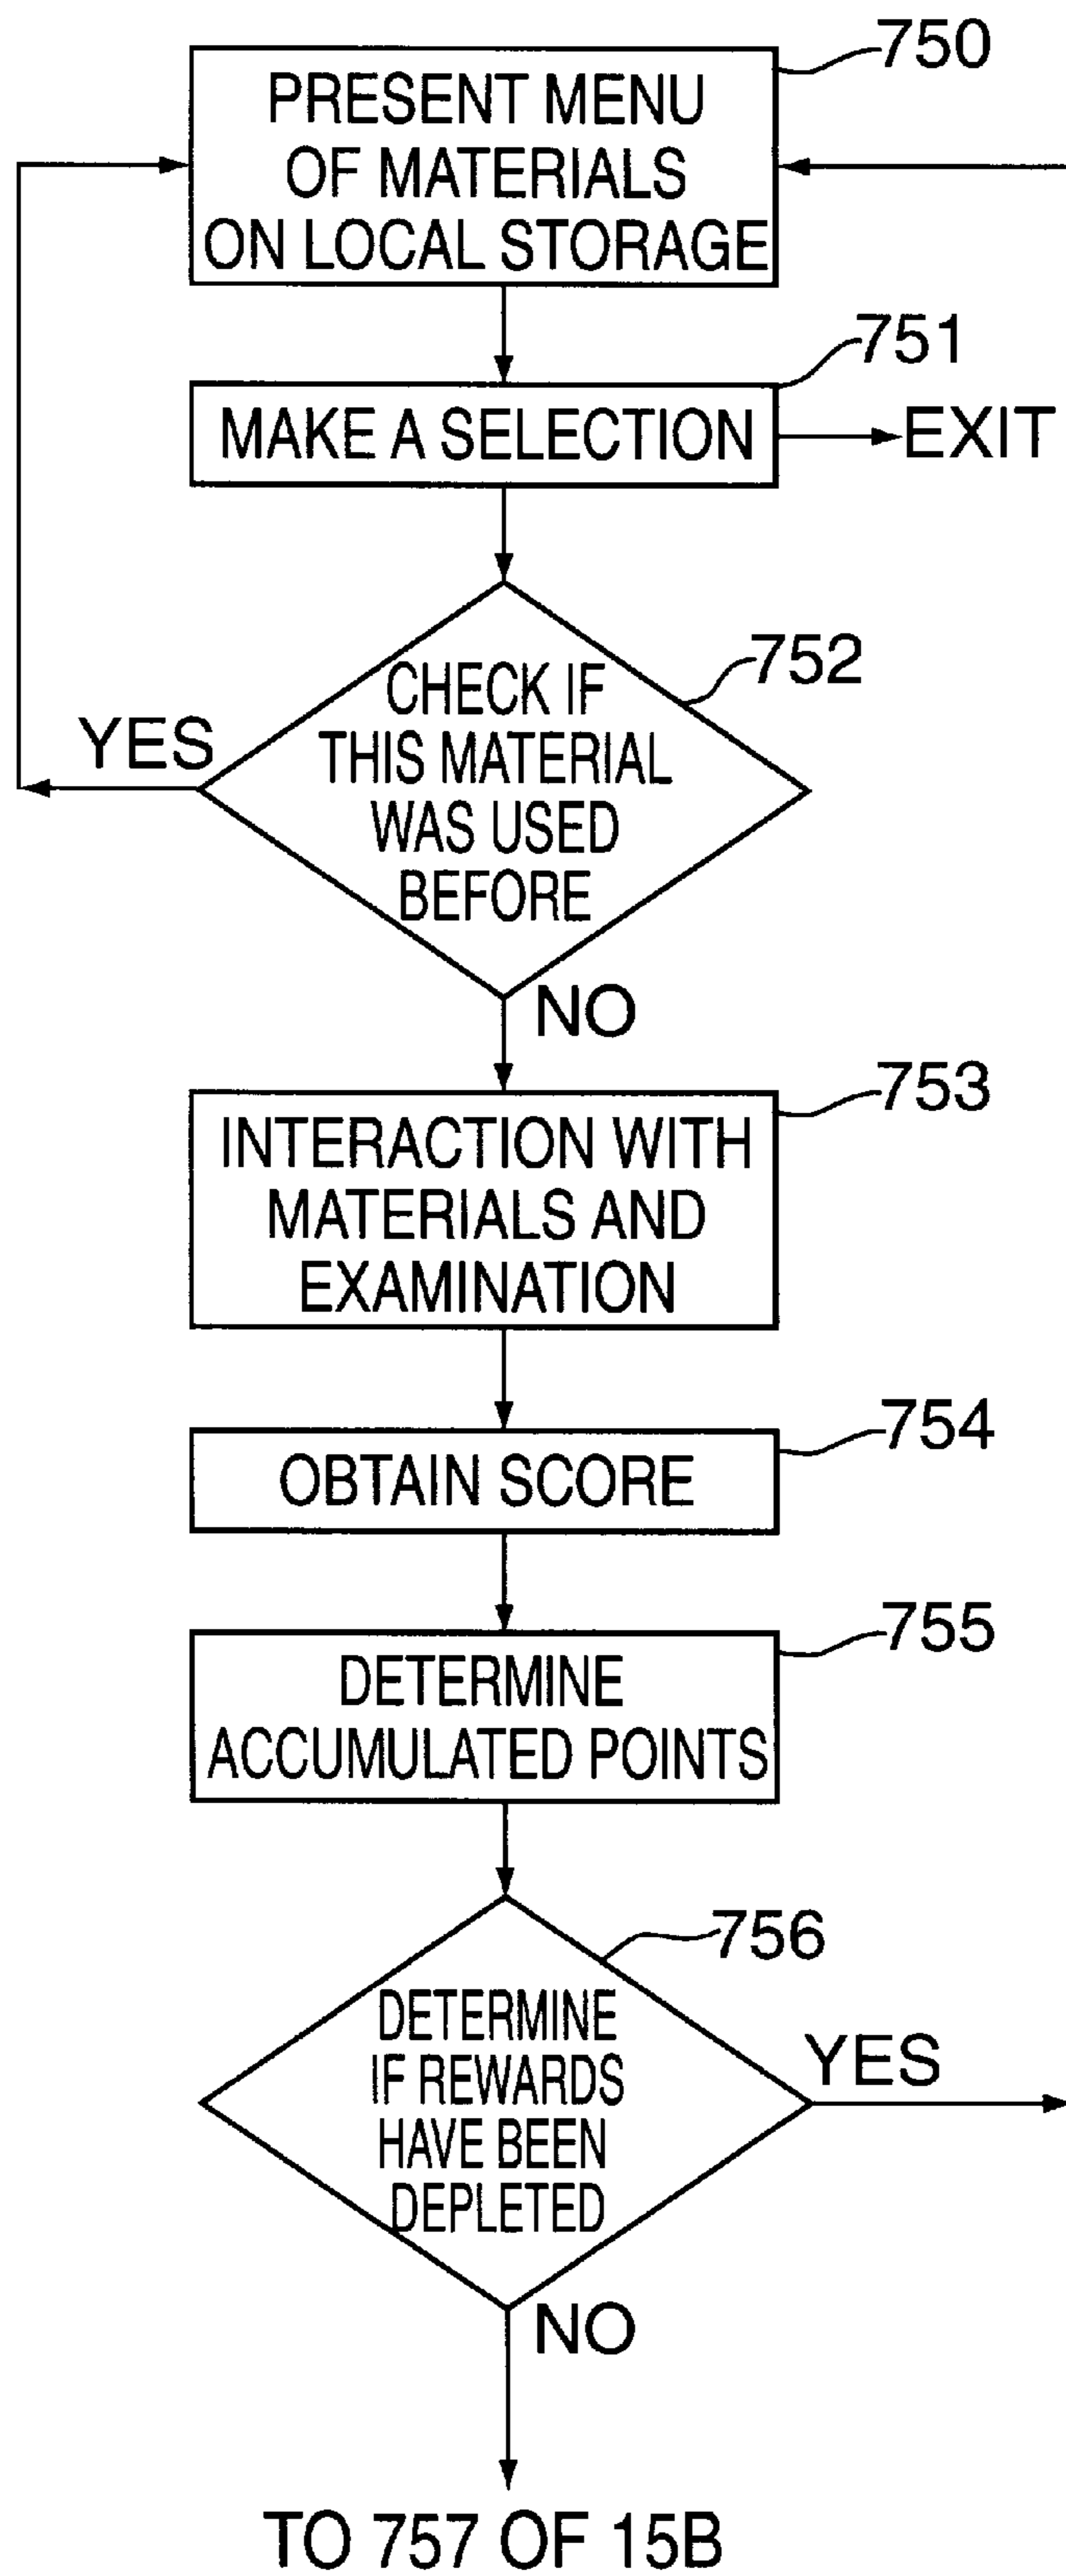 750
PRESENT MENU
OF MATERIALS
ON LOCAL STORAGE
751
MAKE A SELECTION
EXIT
752
CHECK IF
THIS MATERIAL
WAS USED
BEFORE
YES
NO
753
INTERACTION WITH
MATERIALS AND
EXAMINATION
754
OBTAIN SCORE
755
DETERMINE
ACCUMULATED POINTS
756
DETERMINE
IF REWARDS
HAVE BEEN
DEPLETED
YES
NO
TO 757 OF 15B